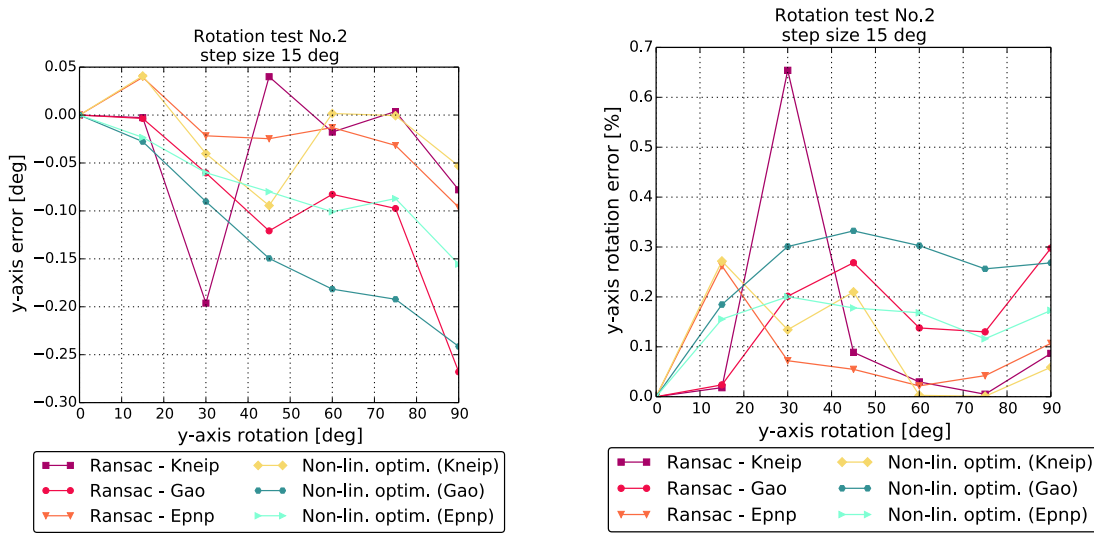 Rotation test No.2
step size 15 deg
0.05
0.00
−0.05
−0.10
−0.15
−0.20
−0.25
−0.30
y-axis error [deg]
0 10 20 30 40 50 60 70 80 90
y-axis rotation [deg]
Ransac - Kneip
Ransac - Gao
Ransac - Epnp
Non-lin. optim. (Kneip)
Non-lin. optim. (Gao)
Non-lin. optim. (Epnp)
Rotation test No.2
step size 15 deg
0.7
0.6
0.5
0.4
0.3
0.2
0.1
0.0
y-axis rotation error [%]
0 10 20 30 40 50 60 70 80 90
y-axis rotation [deg]
Ransac - Kneip
Ransac - Gao
Ransac - Epnp
Non-lin. optim. (Kneip)
Non-lin. optim. (Gao)
Non-lin. optim. (Epnp)